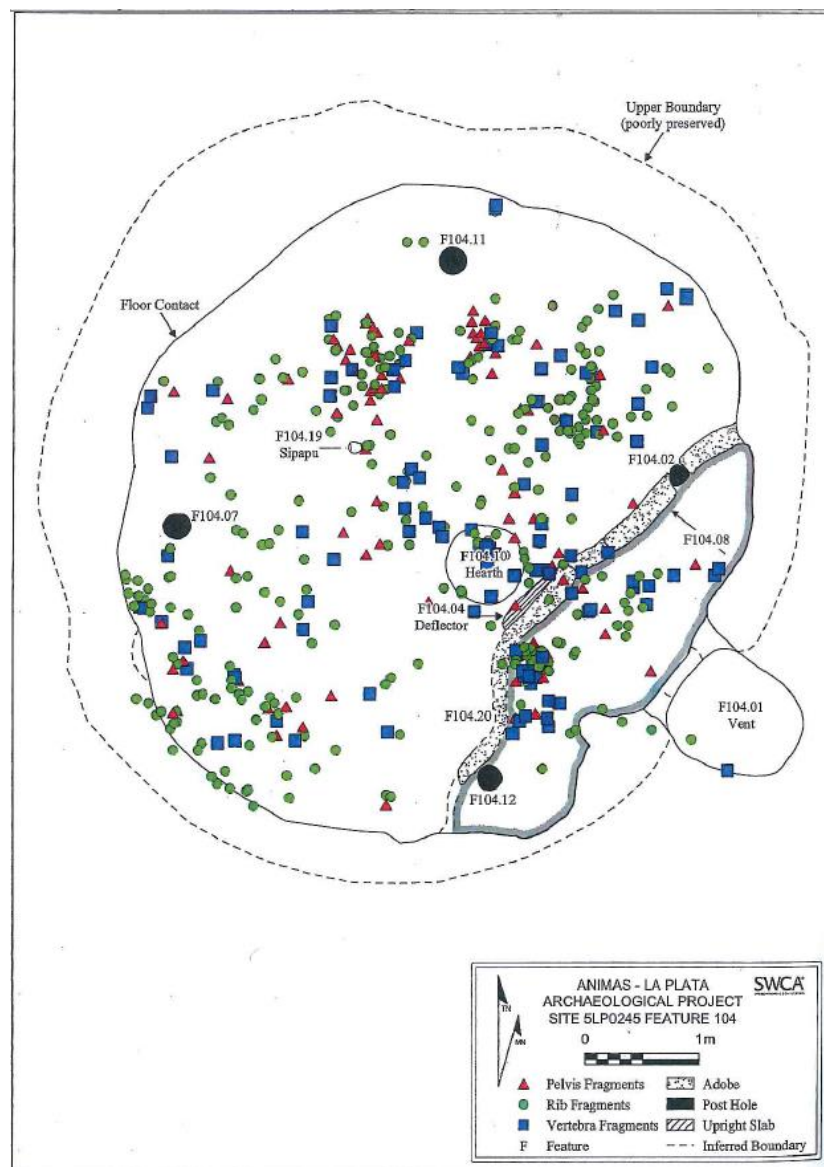 Upper Boundary
(poorly preserved)
F104.11
Floor Contact
F104.19
Sipapu
F104.02
F104.07
F104.08
F104.10
Hearth
F104.04
Deflector
F104.20
F104.01
Vent
F104.12
ANIMAS - LA PLATA
ARCHAEOLOGICAL PROJECT
SITE 5LP0245 FEATURE 104
SWCA
TN
MN
0 1m
Pelvis Fragments
Rib Fragments
Vertebra Fragments
F Feature
Adobe
Post Hole
Upright Slab
Inferred Boundary